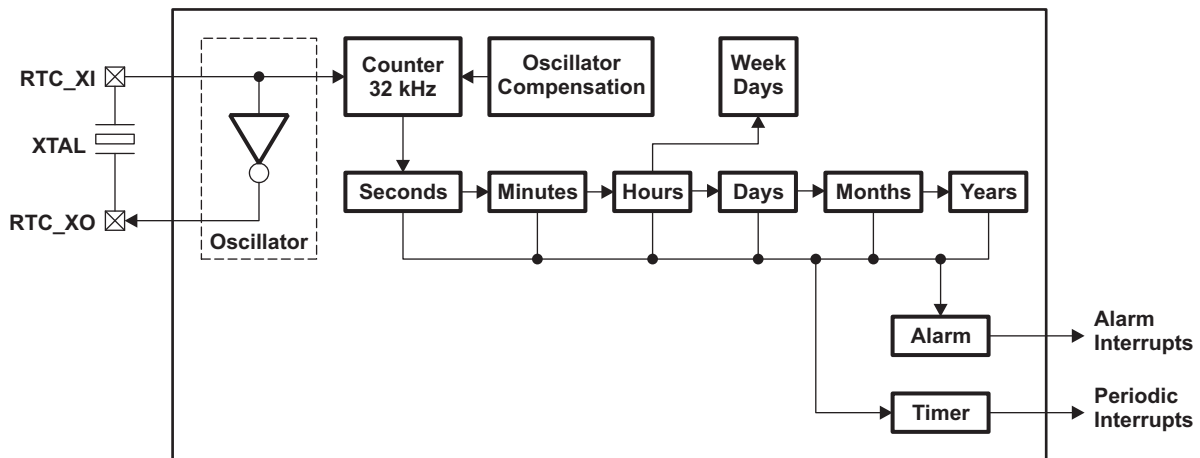 RTC_XI
XTAL
RTC_XO
Oscillator
Counter
32 kHz
Oscillator
Compensation
Week
Days
Seconds
Minutes
Hours
Days
Months
Years
Alarm
Alarm
Interrupts
Timer
Periodic
Interrupts